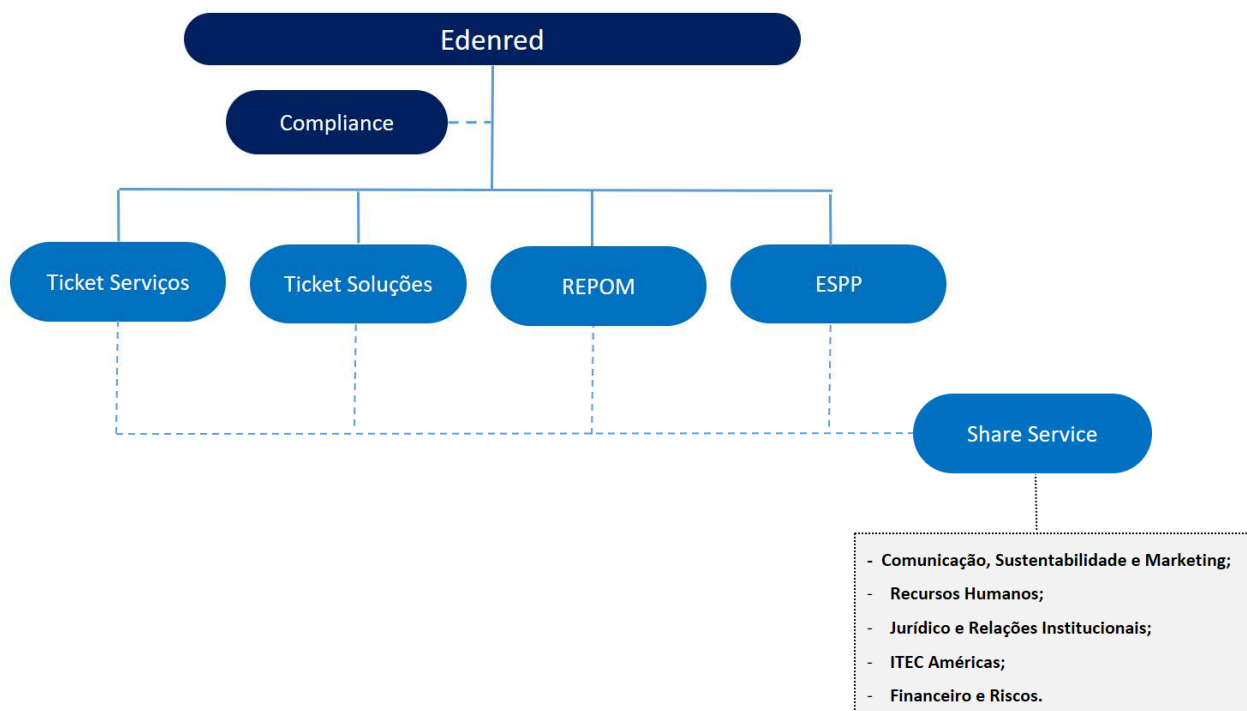 Edenred
Compliance
Ticket Serviços
Ticket Soluções
REPOM
ESPP
Share Service
- Comunicação, Sustentabilidade e Marketing;
- Recursos Humanos;
- Jurídico e Relações Institucionais;
- ITEC Américas;
- Financeiro e Riscos.